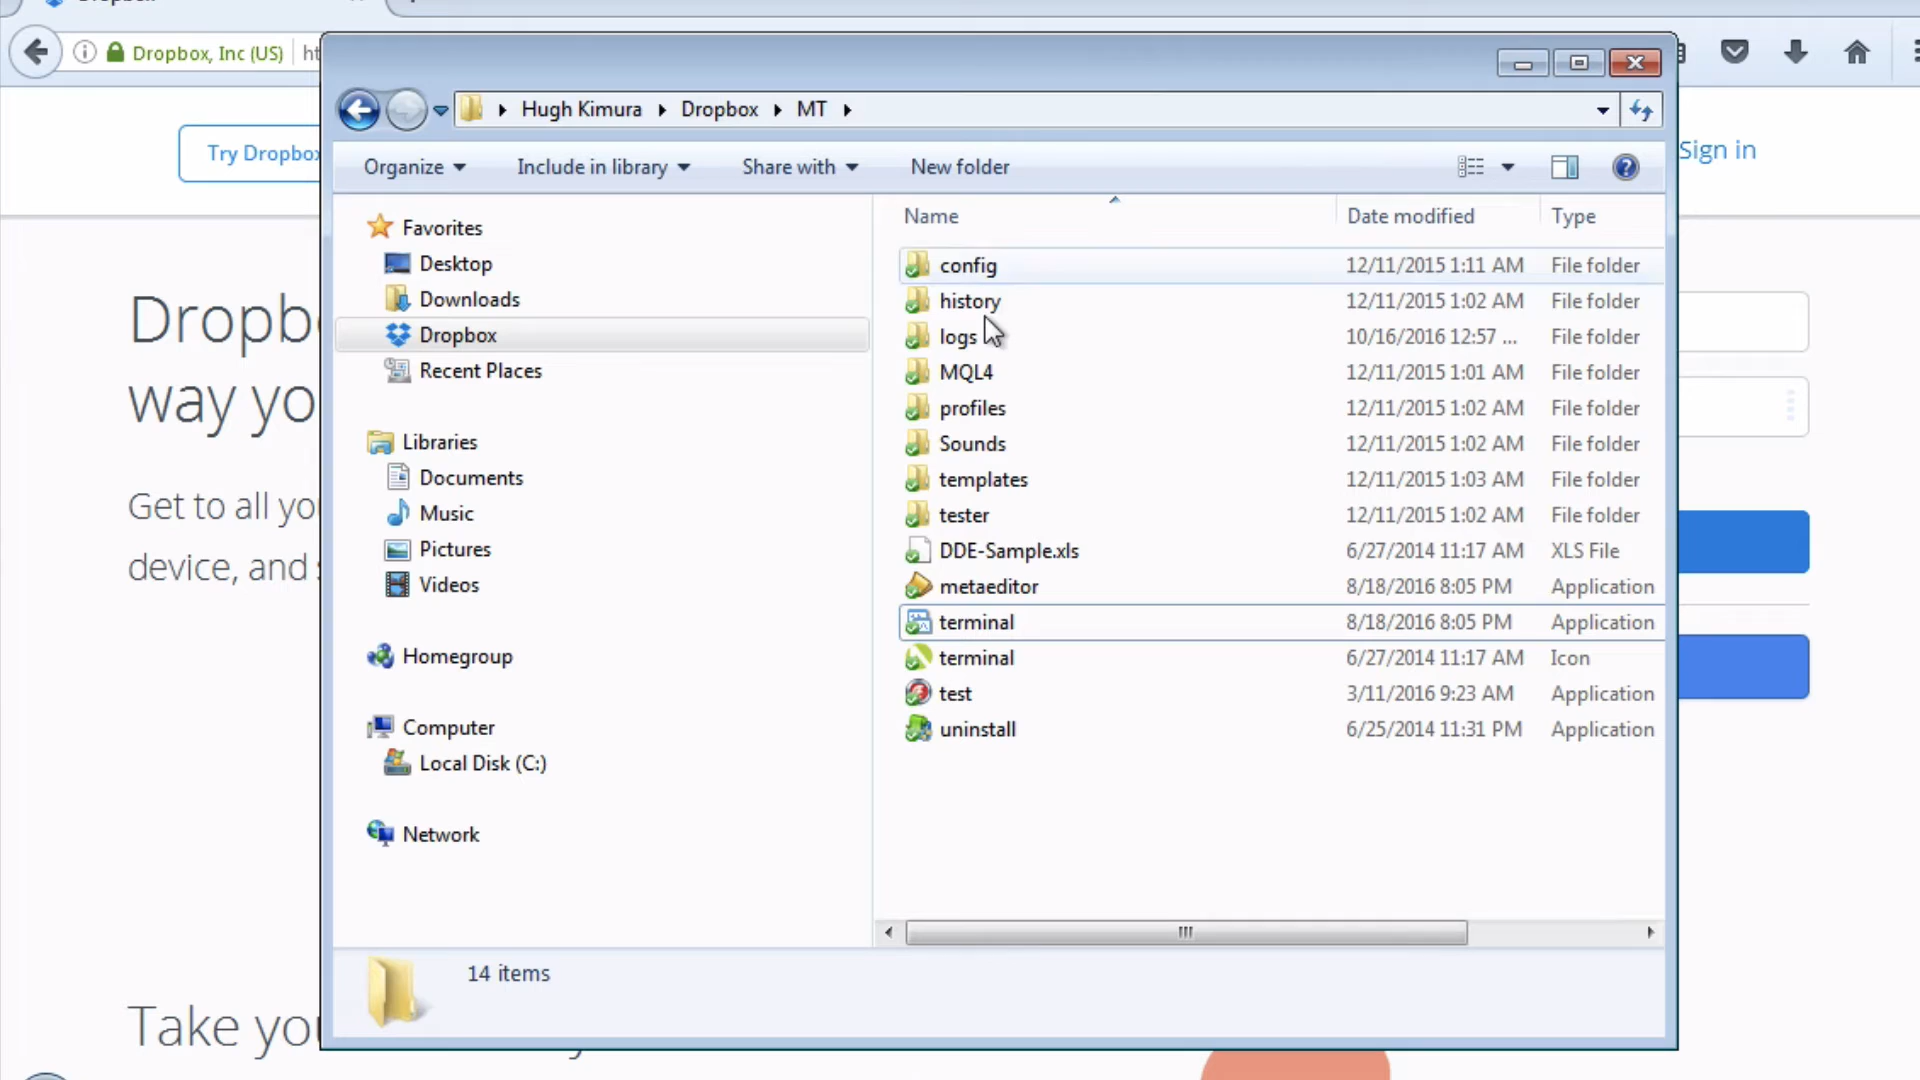 Dropbox, Inc (US)
Hugh Kimura
Dropbox
MT
Try Dropbox
Sign in
Organize
Include in library
Share with
New folder
Name
Date modified
Type
Favorites
Desktop
Downloads
Dropbox
Recent Places
Libraries
Documents
Music
Pictures
Videos
Homegroup
Computer
Local Disk (C:)
Network
config 12/11/2015 1:11 AM File folder
history 12/11/2015 1:02 AM File folder
logs 10/16/2016 12:57 ... File folder
MQL4 12/11/2015 1:01 AM File folder
profiles 12/11/2015 1:02 AM File folder
Sounds 12/11/2015 1:02 AM File folder
templates 12/11/2015 1:03 AM File folder
tester 12/11/2015 1:02 AM File folder
DDE-Sample.xls 6/27/2014 11:17 AM XLS File
metaeditor 8/18/2016 8:05 PM Application
terminal 8/18/2016 8:05 PM Application
terminal 6/27/2014 11:17 AM Icon
test 3/11/2016 9:23 AM Application
uninstall 6/25/2014 11:31 PM Application
14 items
Dropb
way yo
Get to all yo
device, and
Take yo